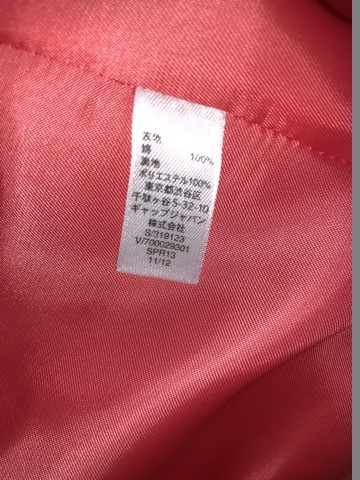 表地
綿 100%
裏地
ポリエステル100%
東京都渋谷区
千駄ヶ谷5-32-10
ギャップジャパン
株式会社
S/319123
V/700029301
SPR13
11/12